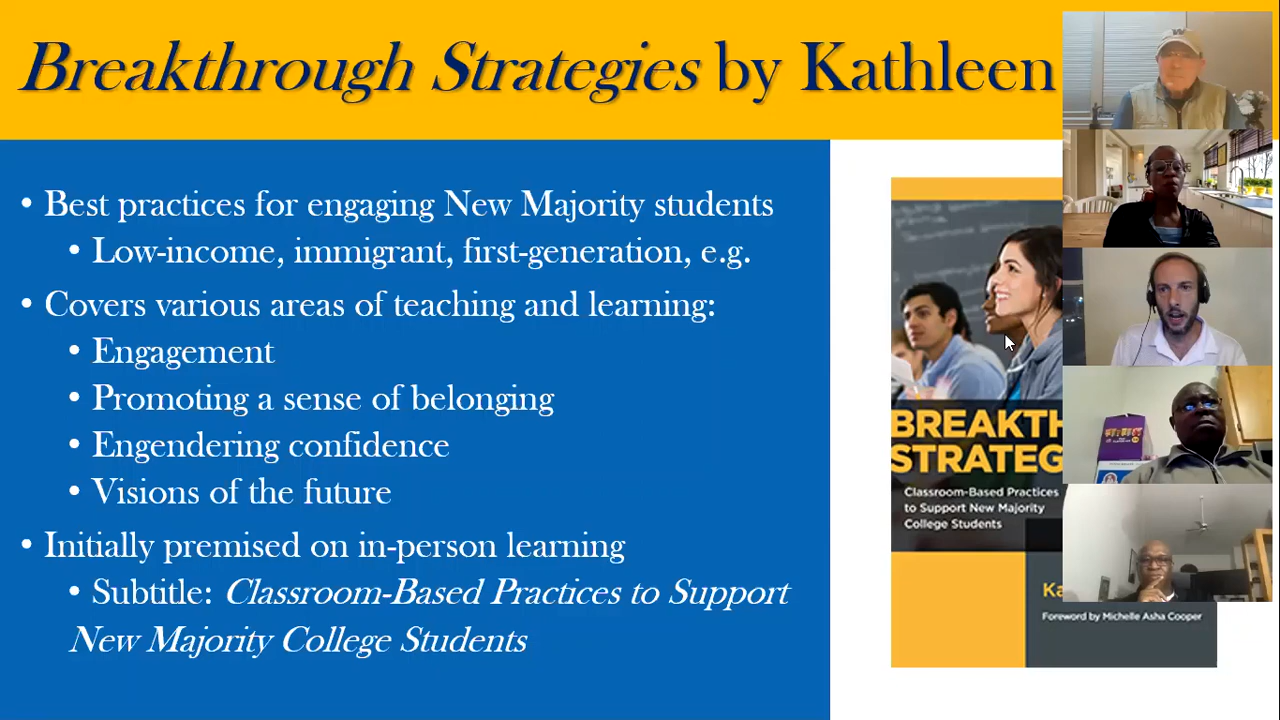 Breakthrough Strategies by Kathleen
• Best practices for engaging New Majority students
• Low-income, immigrant, first-generation, e.g.
• Covers various areas of teaching and learning:
• Engagement
• Promoting a sense of belonging
• Engendering confidence
• Visions of the future
• Initially premised on in-person learning
• Subtitle: Classroom-Based Practices to Support
New Majority College Students
BREAKTH
STRATEG
Classroom-Based Practices
to Support New Majority
College Students
Ka
Foreword by Michelle Asha Cooper
W